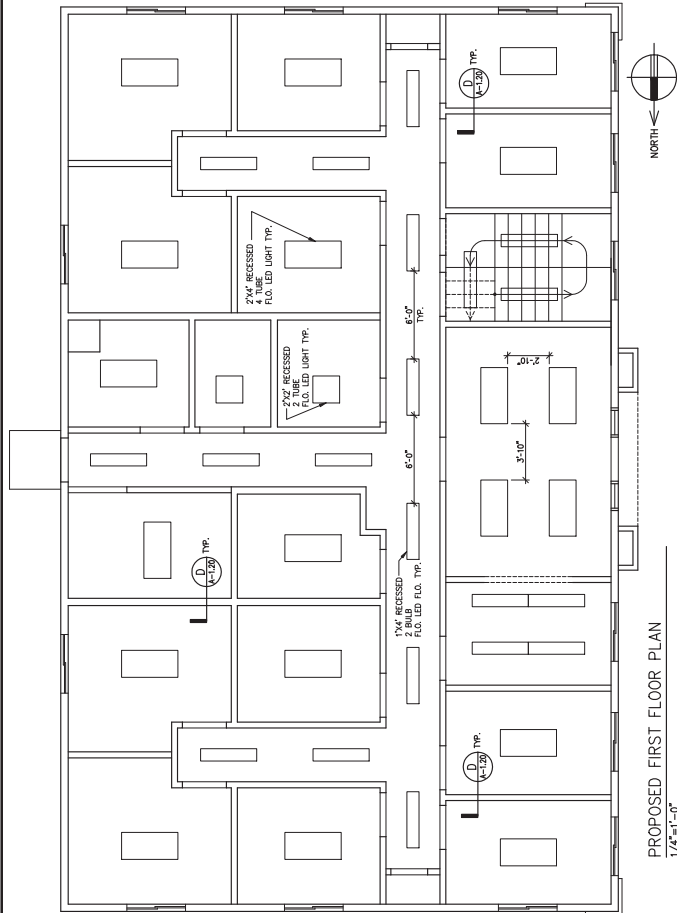 D
A-1.20
TYP.
NORTH
2'X4' RECESSED
4 TUBE
FLO. LED LIGHT TYP.
6'-0"
TYP.
2'X2' RECESSED
2 TUBE
FLO. LED LIGHT TYP.
6'-0"
2'-10"
3'-10"
D
A-1.20
TYP.
1'X4' RECESSED
2 BULB
FLO. LED FLO. TYP.
D
A-1.20
TYP.
PROPOSED FIRST FLOOR PLAN
1/4"=1'-0"